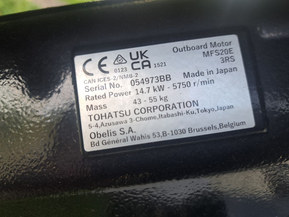 CE UK CA
0123 1521
Outboard Motor
CAN ICES-2/NMB-2
MFS20E
Serial No. 054973BB
3RS
Rated Power 14.7 kW - 5750 r/min
Made in Japan
Mass 43 - 55 kg
TOHATSU CORPORATION
5-4,Azusawa 3-Chome,Itabashi-Ku,Tokyo,Japan
Obelis S.A.
Bd Général Wahis 53,B-1030 Brussels,Belgium